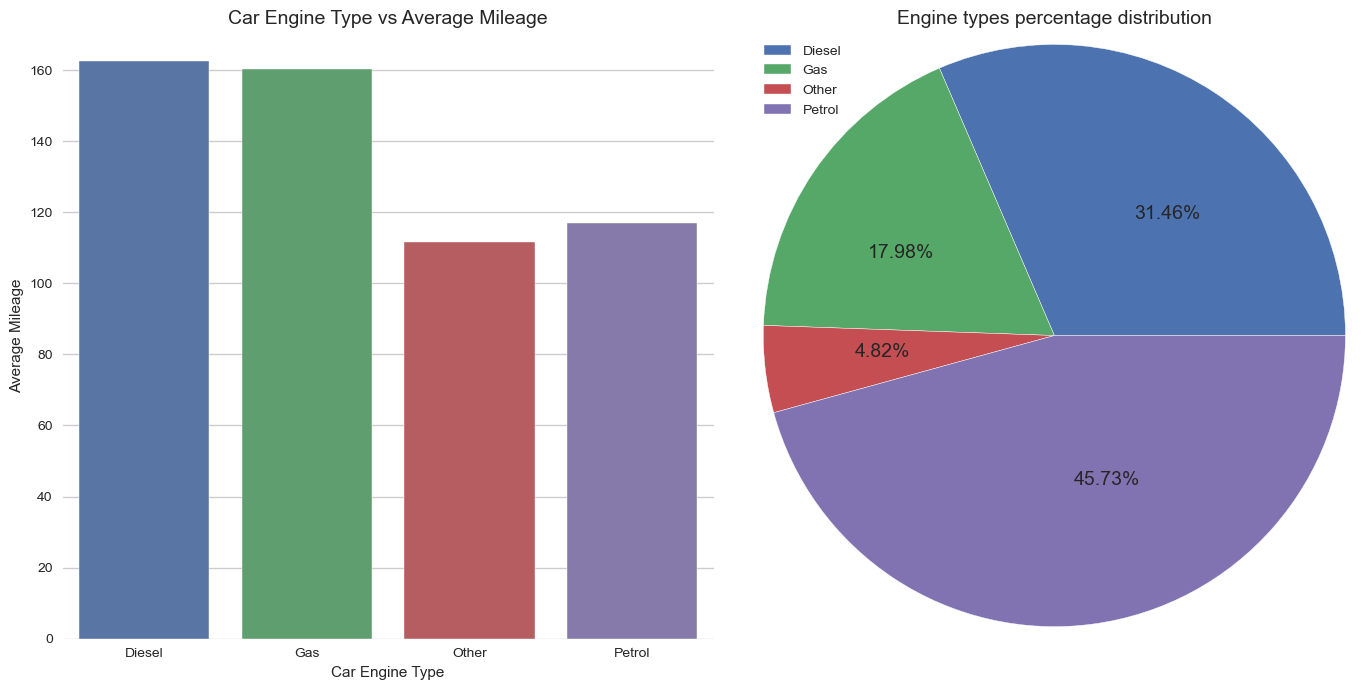 Car Engine Type vs Average Mileage
160
140
120
100
80
60
40
20
0
Average Mileage
Diesel
Gas
Other
Petrol
Car Engine Type
Engine types percentage distribution
Diesel
Gas
Other
Petrol
31.46%
17.98%
4.82%
45.73%